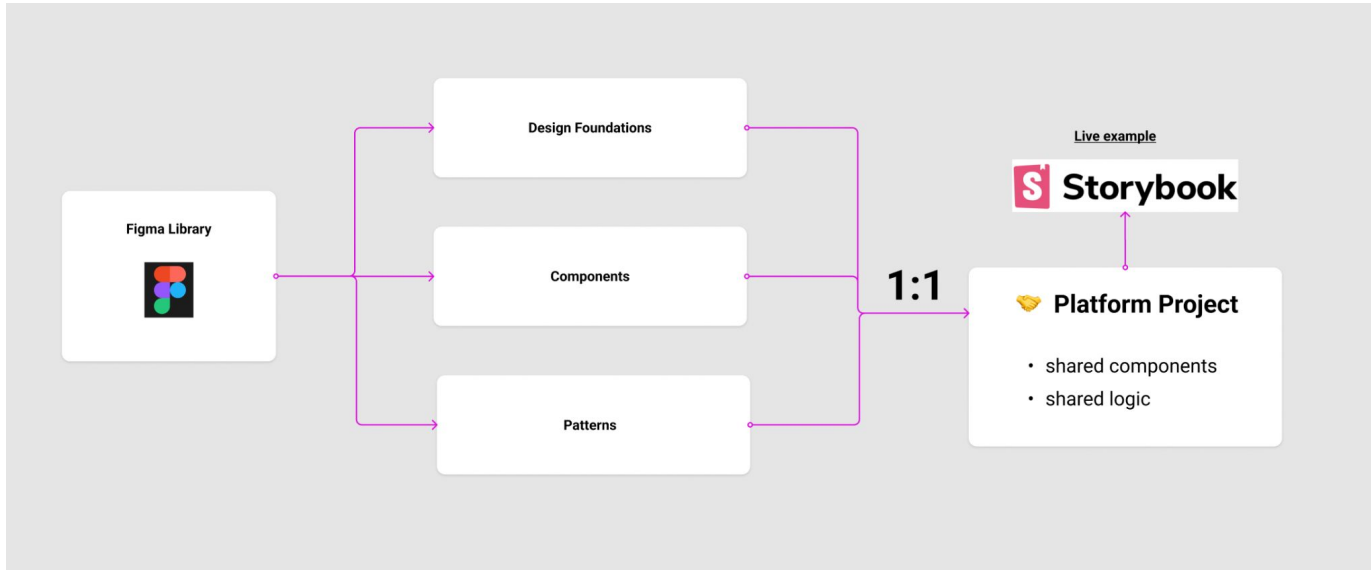 Figma Library
Design Foundations
Components
Patterns
1:1
Live example
S Storybook
🤝 Platform Project
• shared components
• shared logic